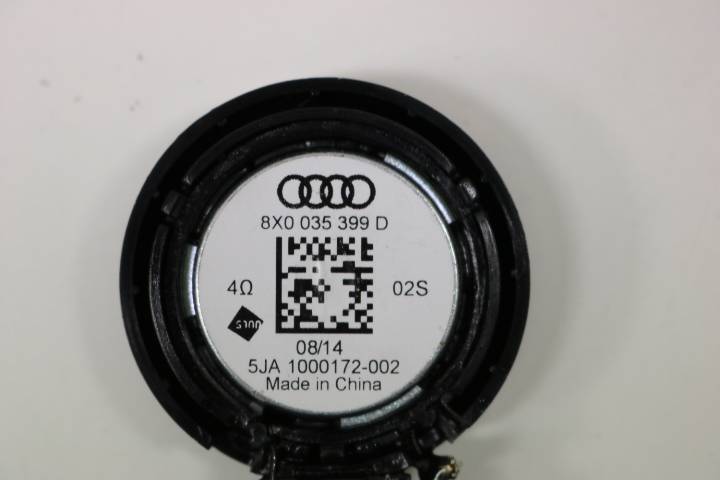 8X0 035 399 D
4Ω
02S
08/14
5JA 1000172-002
Made in China